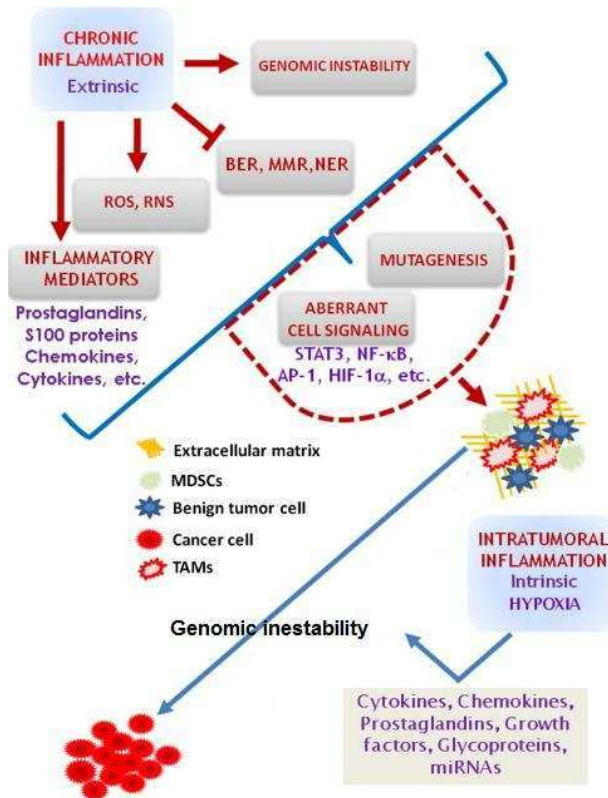 CHRONIC
INFLAMMATION
Extrinsic
GENOMIC INSTABILITY
BER, MMR,NER
ROS, RNS
INFLAMMATORY
MEDIATORS
Prostaglandins,
S100 proteins
Chemokines,
Cytokines, etc.
MUTAGENESIS
ABERRANT
CELL SIGNALING
STAT3, NF-κB,
AP-1, HIF-1α, etc.
Extracellular matrix
MDSCs
Benign tumor cell
Cancer cell
TAMs
INTRATUMORAL
INFLAMMATION
Intrinsic
HYPOXIA
Genomic inestability
Cytokines, Chemokines,
Prostaglandins, Growth
factors, Glycoproteins,
miRNAs